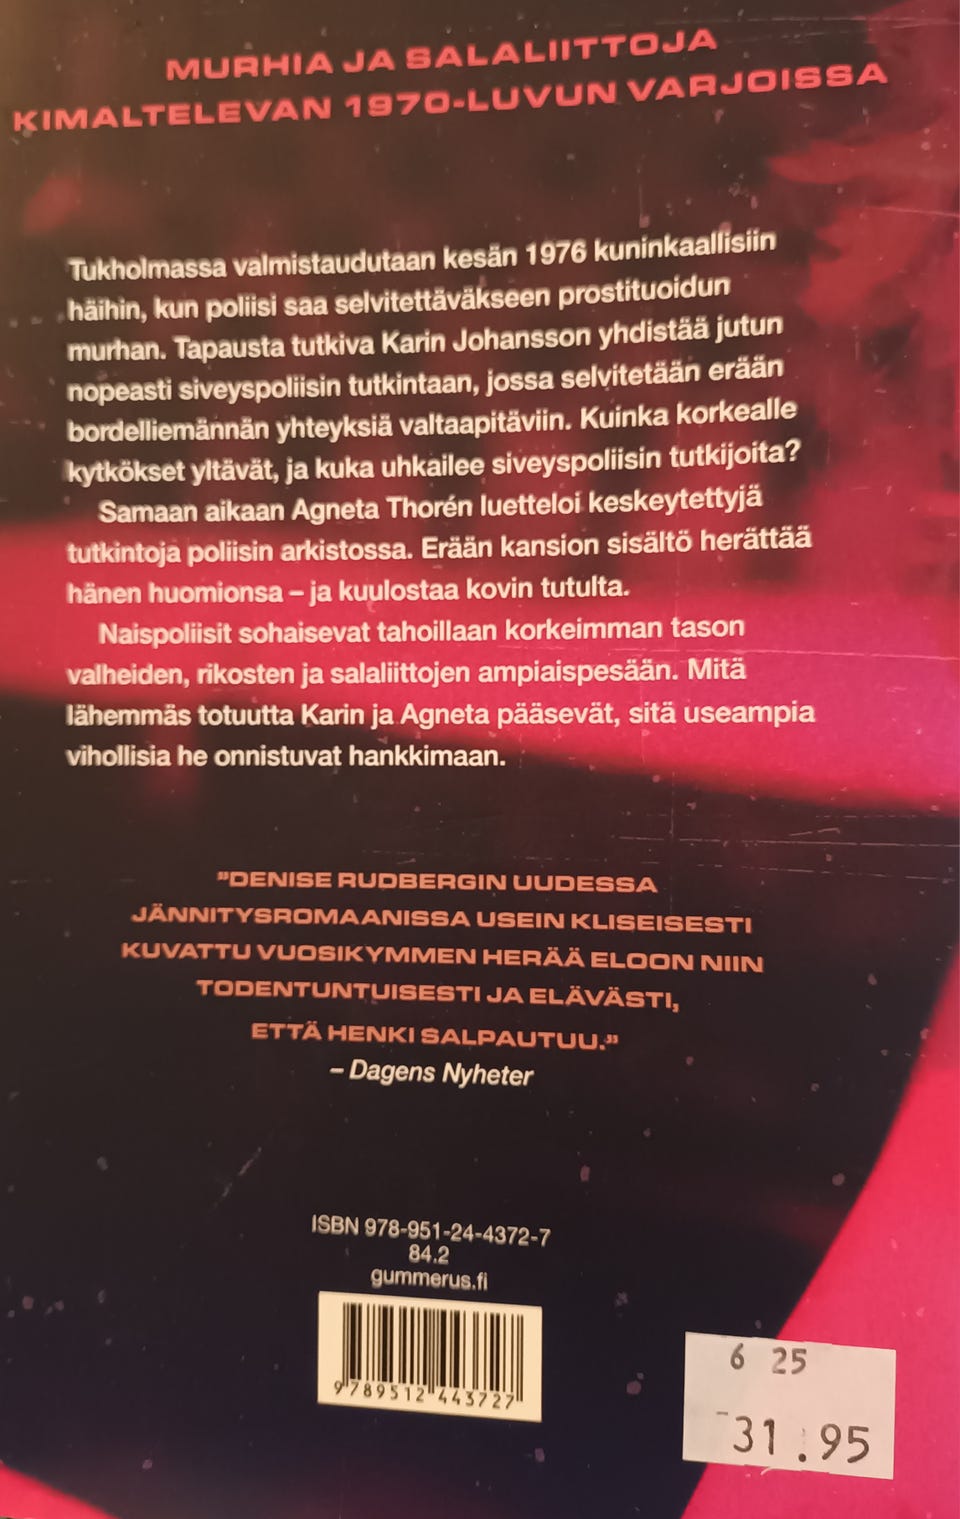 MURHIA JA SALALIITTOJA
KIMALTELEVAN 1970-LUVUN VARJOISSA
Tukholmassa valmistaudutaan kesän 1976 kuninkaallisiin
häihin, kun poliisi saa selvitettäväkseen prostituoidun
murhan. Tapausta tutkiva Karin Johansson yhdistää jutun
nopeasti siveyspoliisin tutkintaan, jossa selvitetään erään
bordelliemännän yhteyksiä valtaapitäviin. Kuinka korkealle
kytkökset yltävät, ja kuka uhkailee siveyspoliisin tutkijoita?
Samaan aikaan Agneta Thorén luetteloi keskeytettyjä
tutkintoja poliisin arkistossa. Erään kansion sisältö herättää
hänen huomionsa – ja kuulostaa kovin tutulta.
Naispoliisit sohaisevat tahoillaan korkeimman tason
valheiden, rikosten ja salaliittojen ampiaispesään. Mitä
lähemmäs totuutta Karin ja Agneta pääsevät, sitä useampia
vihollisia he onnistuvat hankkimaan.
"DENISE RUDBERGIN UUDESSA
JÄNNITYSROMAANISSA USEIN KLISEISESTI
KUVATTU VUOSIKYMMEN HERÄÄ ELOON NIIN
TODENTUNTUISESTI JA ELÄVÄSTI,
ETTÄ HENKI SALPAUTUU."
– Dagens Nyheter
ISBN 978-951-24-4372-7
84.2
gummerus.fi
9 789512 443727
6 25
31.95